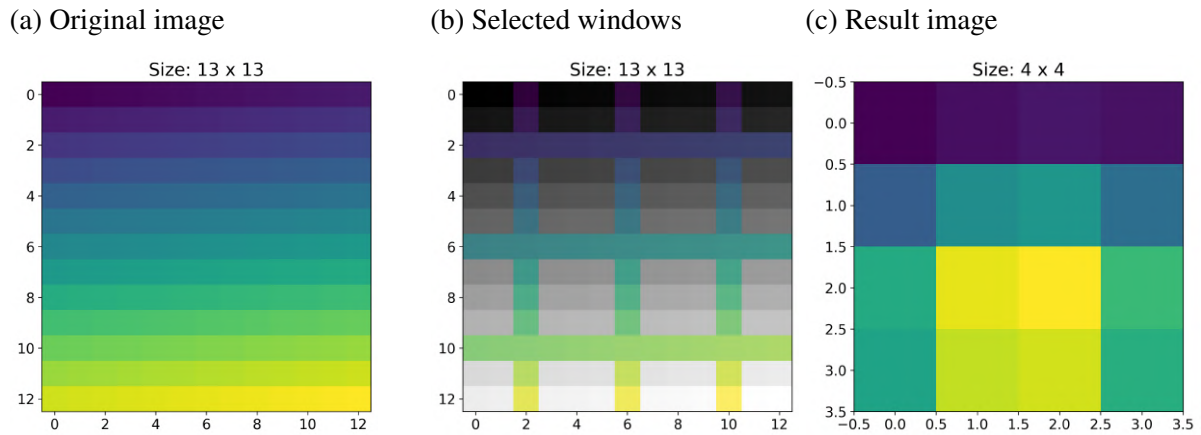 (a) Original image
(b) Selected windows
(c) Result image
Size: 13 x 13
0
2
4
6
8
10
12
0 2 4 6 8 10 12
Size: 13 x 13
0
2
4
6
8
10
12
0 2 4 6 8 10 12
Size: 4 x 4
−0.5
0.0
0.5
1.0
1.5
2.0
2.5
3.0
3.5
−0.5 0.0 0.5 1.0 1.5 2.0 2.5 3.0 3.5